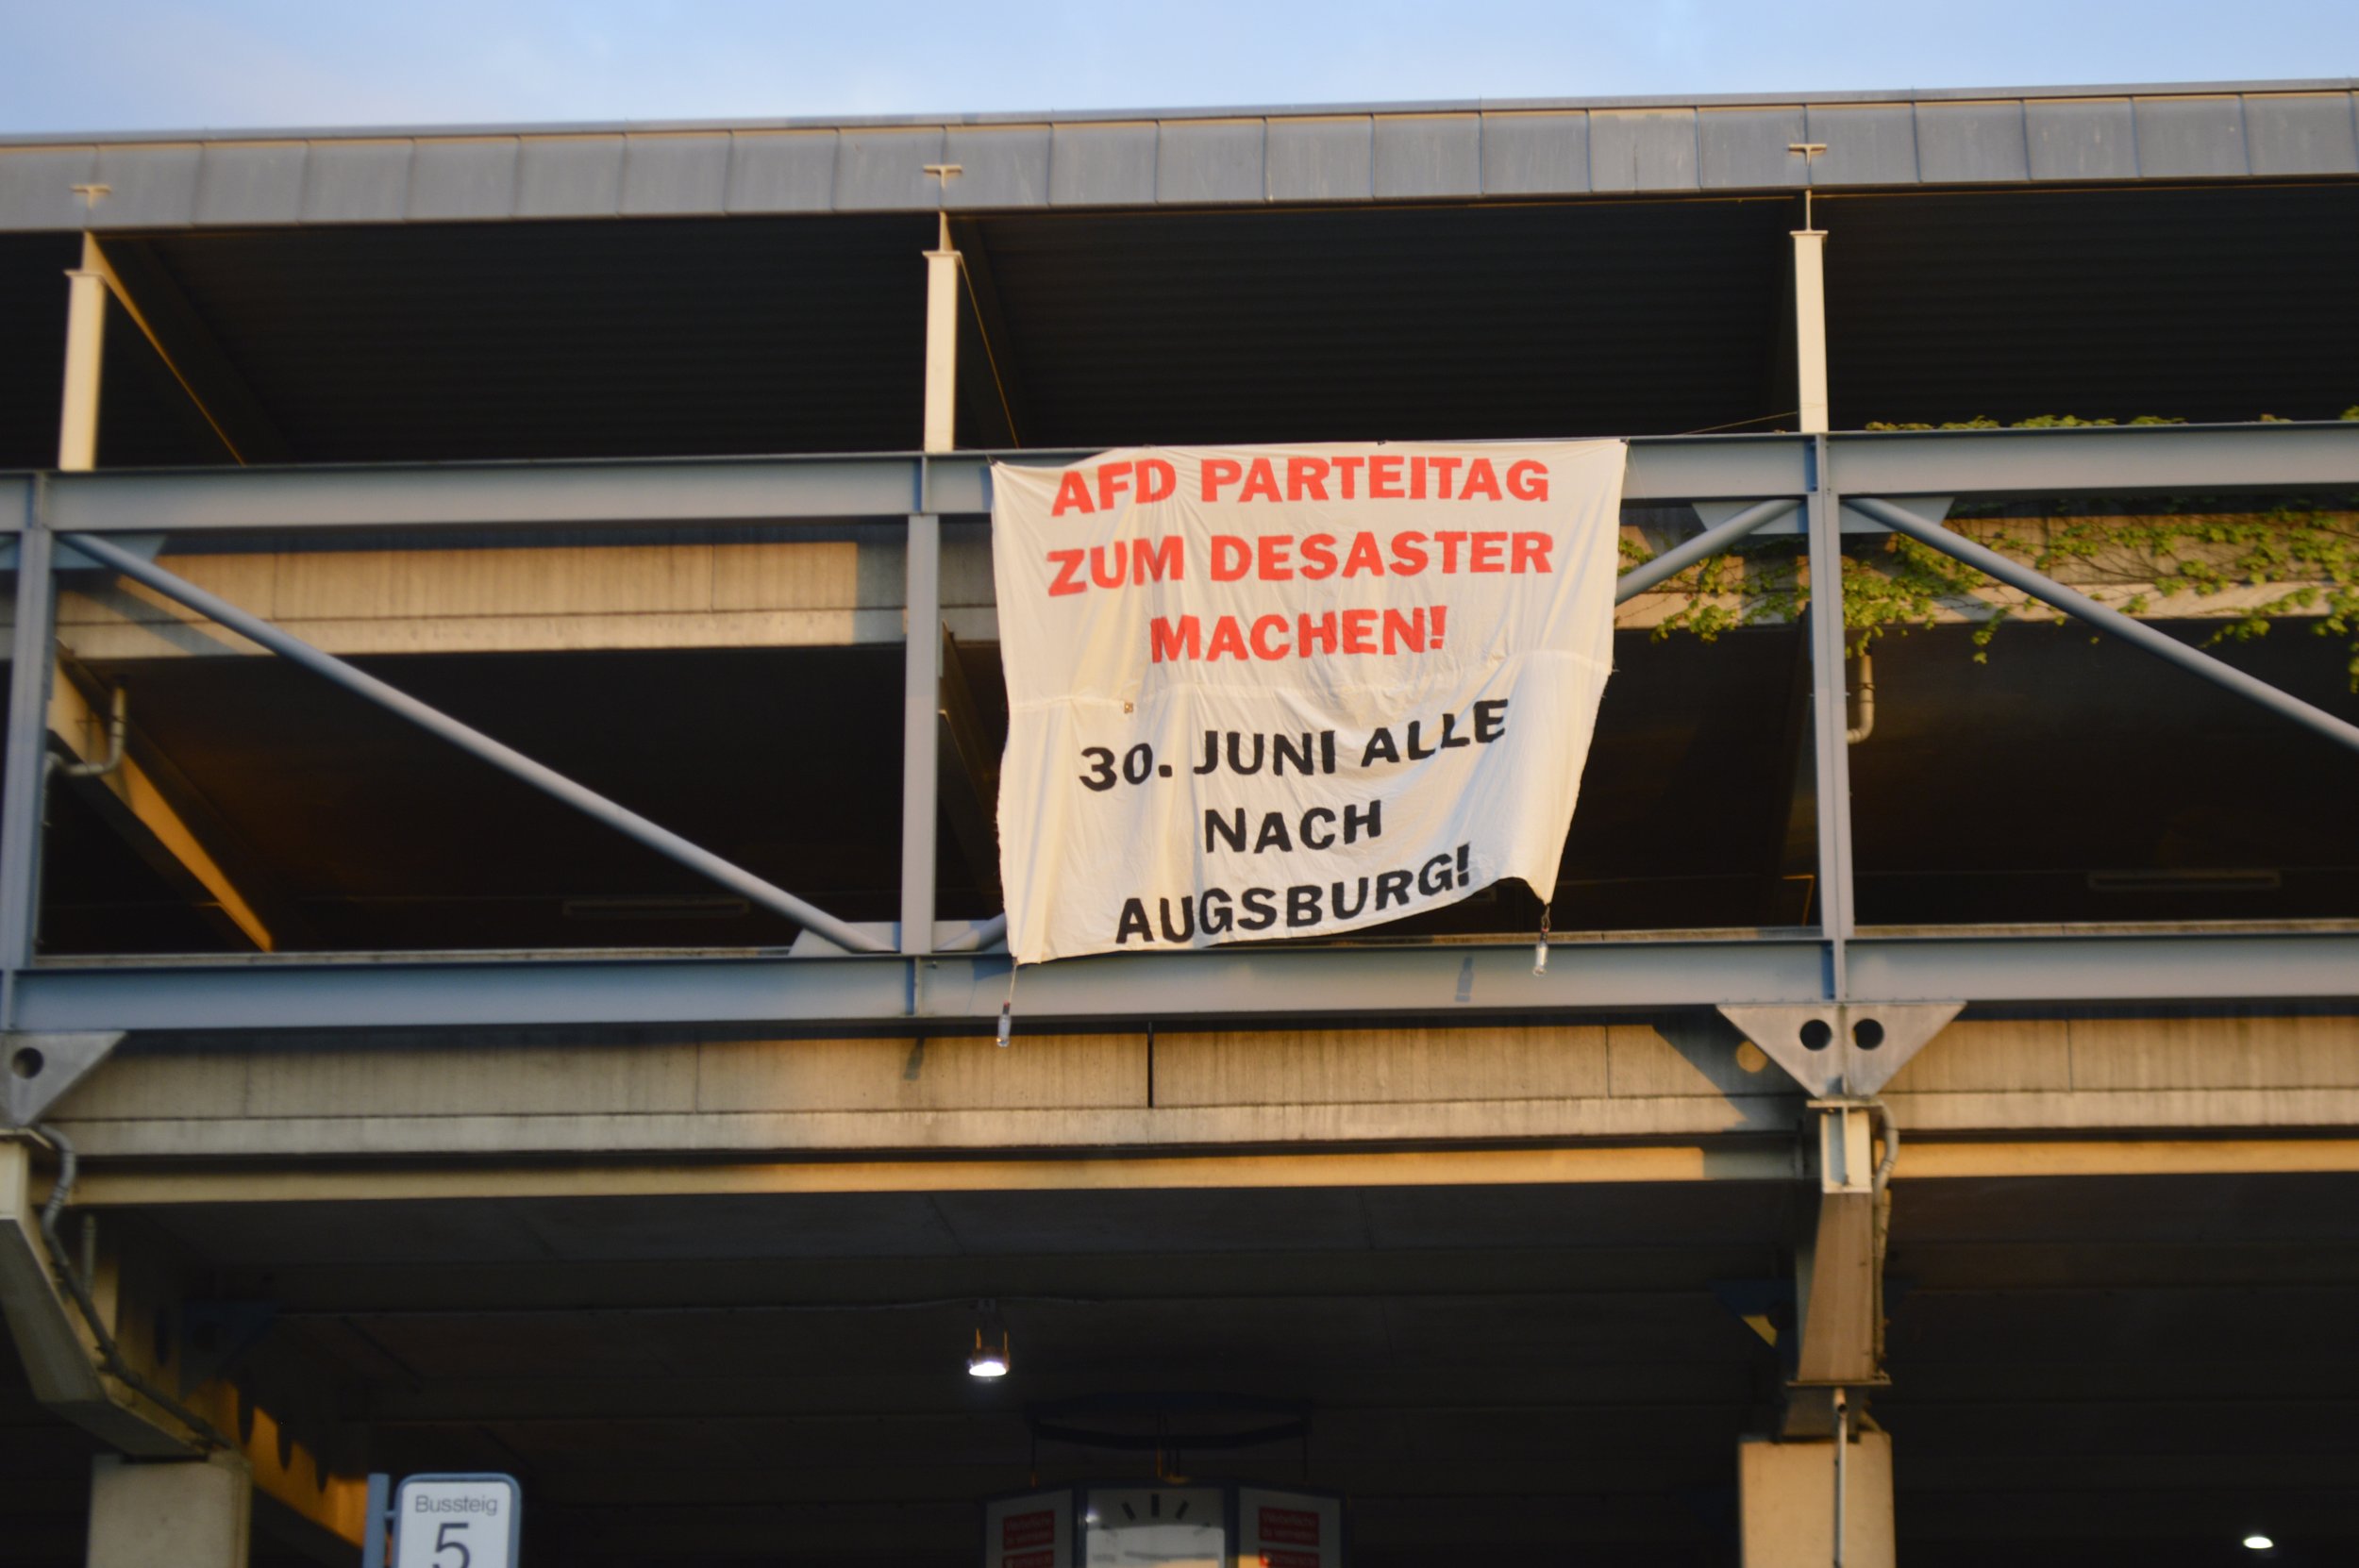 AFD PARTEITAG
ZUM DESASTER
MACHEN!
30. JUNI ALLE
NACH
AUGSBURG!
Bussteig
5